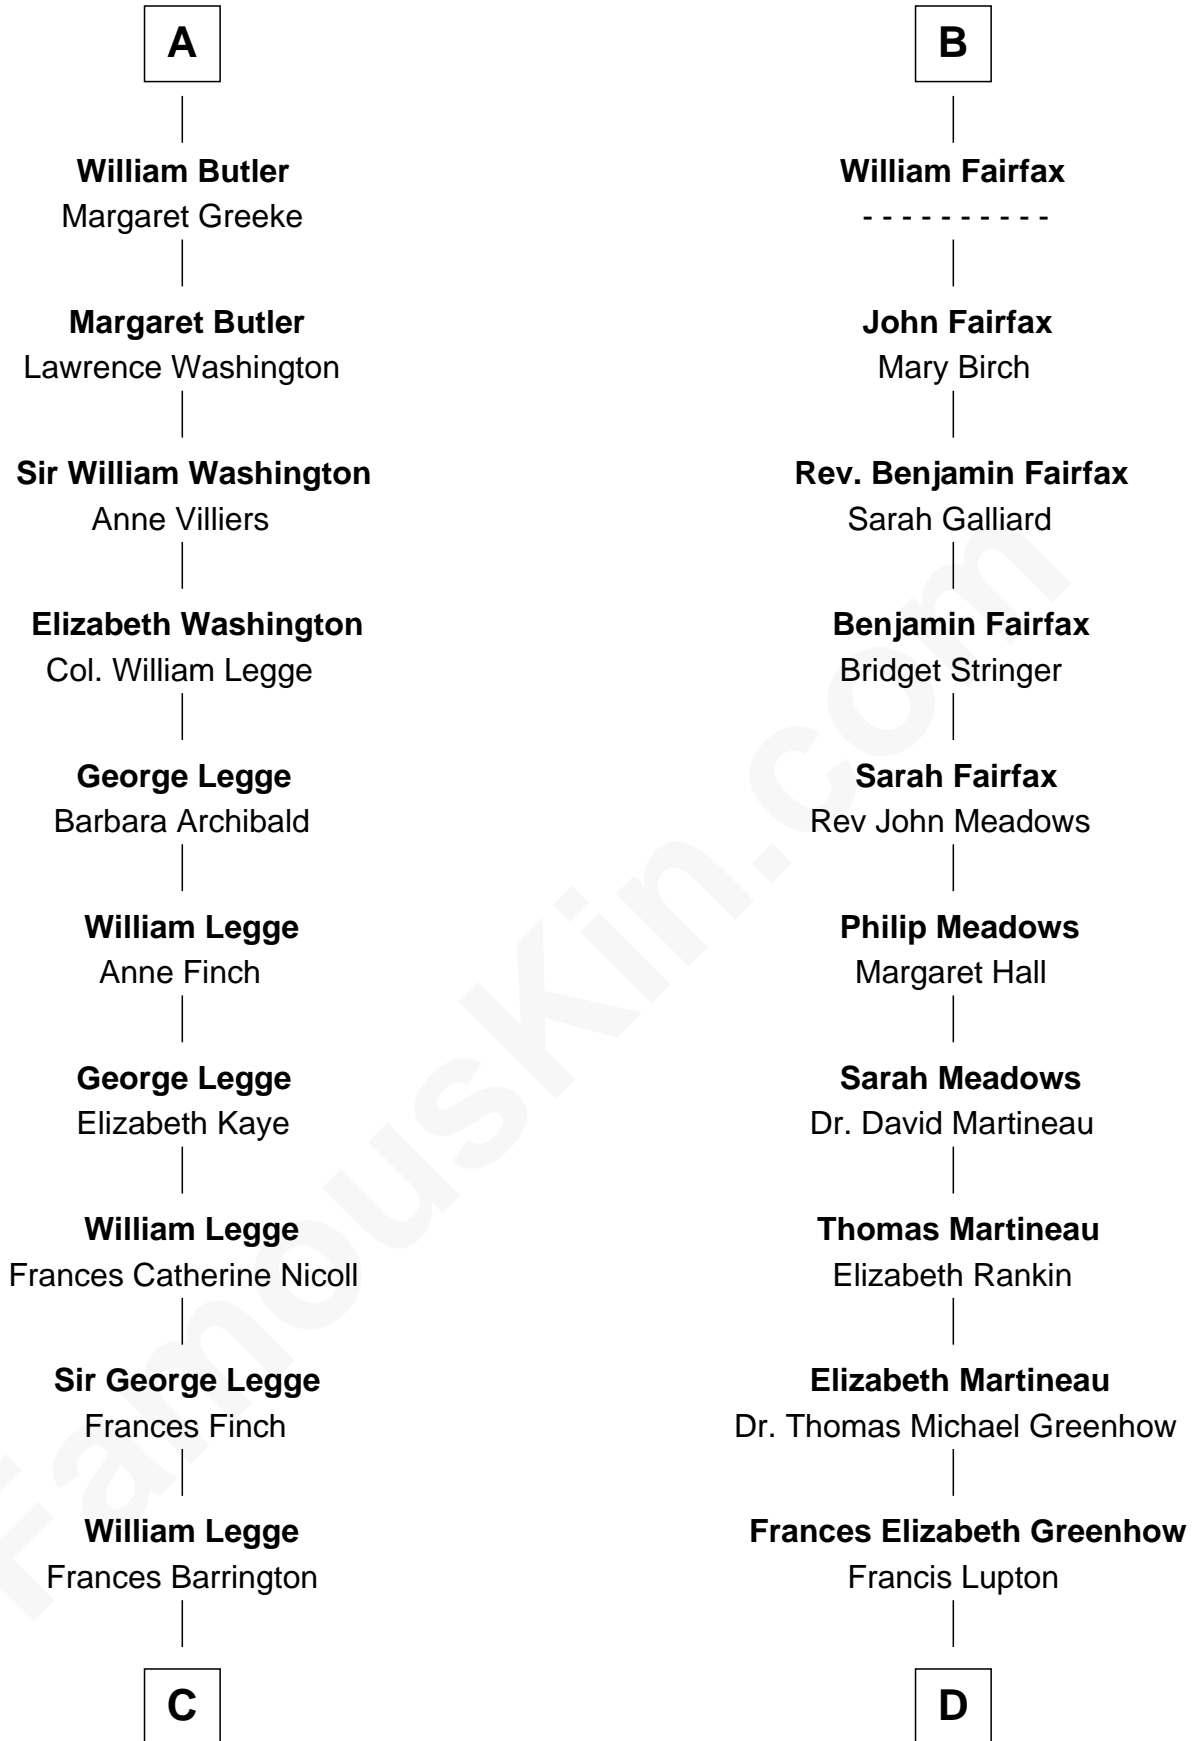 A
William Butler
Margaret Greeke
Margaret Butler
Lawrence Washington
Sir William Washington
Anne Villiers
Elizabeth Washington
Col. William Legge
George Legge
Barbara Archibald
William Legge
Anne Finch
George Legge
Elizabeth Kaye
William Legge
Frances Catherine Nicoll
Sir George Legge
Frances Finch
William Legge
Frances Barrington
C
B
William Fairfax
- - - - - - - - - -
John Fairfax
Mary Birch
Rev. Benjamin Fairfax
Sarah Galliard
Benjamin Fairfax
Bridget Stringer
Sarah Fairfax
Rev John Meadows
Philip Meadows
Margaret Hall
Sarah Meadows
Dr. David Martineau
Thomas Martineau
Elizabeth Rankin
Elizabeth Martineau
Dr. Thomas Michael Greenhow
Frances Elizabeth Greenhow
Francis Lupton
D
FamousKin.com